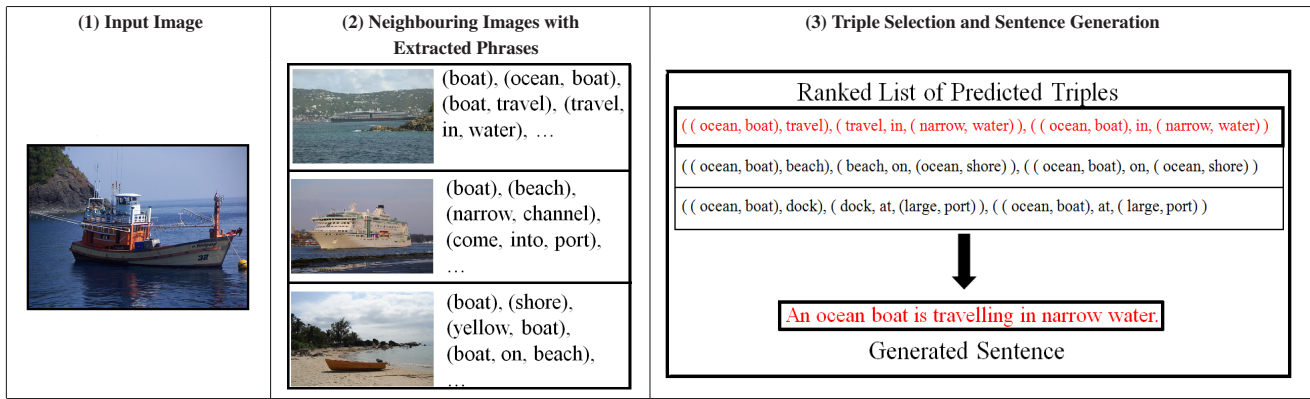 (1) Input Image
(2) Neighbouring Images with
Extracted Phrases
(boat), (ocean, boat),
(boat, travel), (travel,
in, water), …
(boat), (beach),
(narrow, channel),
(come, into, port),
…
(boat), (shore),
(yellow, boat),
(boat, on, beach),
…
(3) Triple Selection and Sentence Generation
Ranked List of Predicted Triples
( ( ocean, boat), travel), ( travel, in, ( narrow, water) ), ( ( ocean, boat), in, ( narrow, water) )
( ( ocean, boat), beach), ( beach, on, (ocean, shore) ), ( ( ocean, boat), on, ( ocean, shore) )
( ( ocean, boat), dock), ( dock, at, (large, port) ), ( ( ocean, boat), at, ( large, port) )
An ocean boat is travelling in narrow water.
Generated Sentence